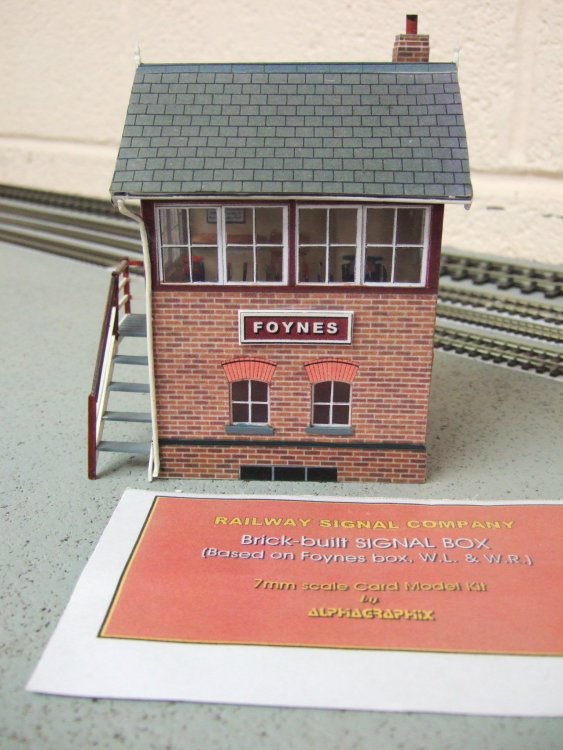 FOYNES
RAILWAY SIGNAL COMPANY
Brick-built SIGNAL BOX
(Based on Foynes box, W.L. & W.R.)
7mm scale Card Model Kit
by
ALPHAGRAPHIX